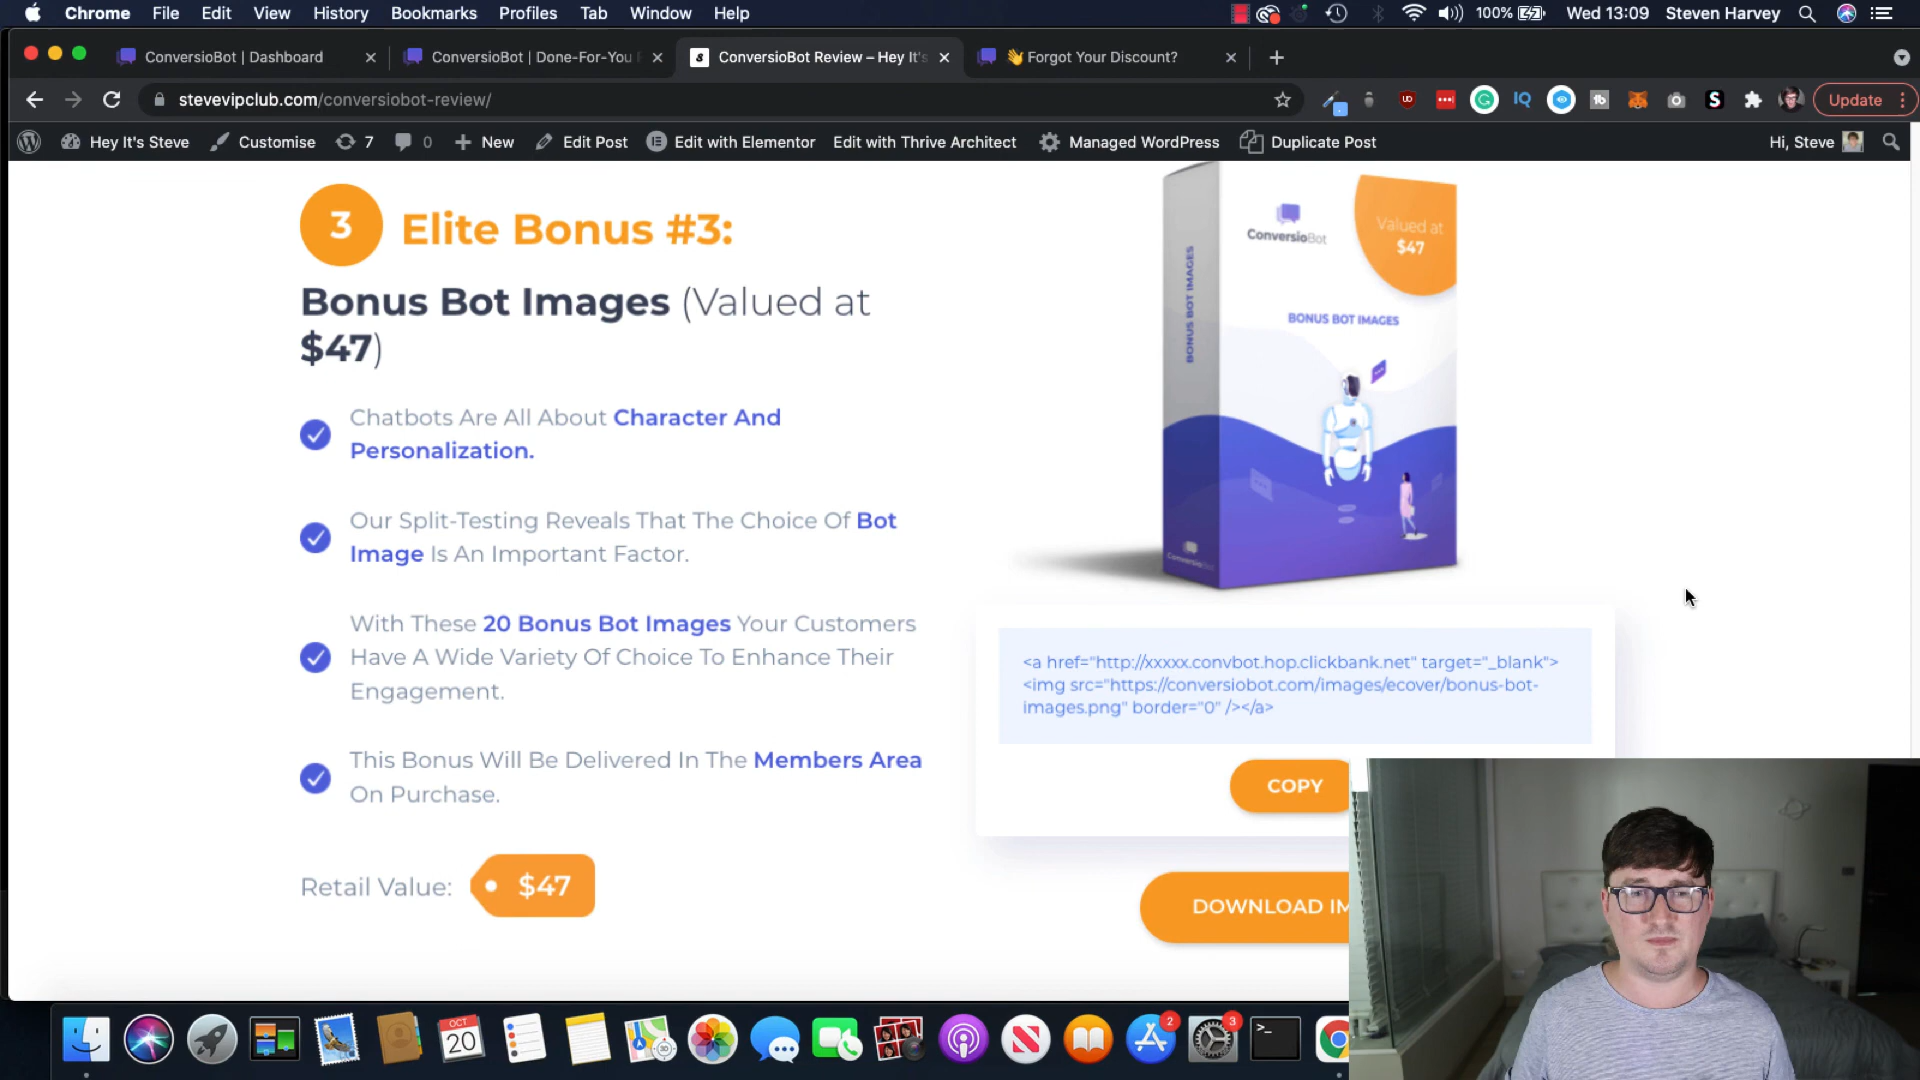 Chrome File Edit View History Bookmarks Profiles Tab Window Help
100% Wed 13:09 Steven Harvey
ConversioBot | Dashboard
ConversioBot | Done-For-You
ConversioBot Review – Hey It's
👋 Forgot Your Discount?
stevevipclub.com/conversiobot-review/
Update
Hey It's Steve Customise 7 0 New Edit Post Edit with Elementor Edit with Thrive Architect Managed WordPress Duplicate Post
Hi, Steve
3 Elite Bonus #3:
Bonus Bot Images (Valued at
$47)
Chatbots Are All About Character And
Personalization.
Our Split-Testing Reveals That The Choice Of Bot
Image Is An Important Factor.
With These 20 Bonus Bot Images Your Customers
Have A Wide Variety Of Choice To Enhance Their
Engagement.
This Bonus Will Be Delivered In The Members Area
On Purchase.
Retail Value: $47
ConversioBot
Valued at
$47
BONUS BOT IMAGES
BONUS BOT IMAGES
ConversioBot
<a href="http://xxxxx.convbot.hop.clickbank.net" target="_blank">
<img src="https://conversiobot.com/images/ecover/bonus-bot-
images.png" border="0" /></a>
COPY
DOWNLOAD IM
OCT
20
2
3